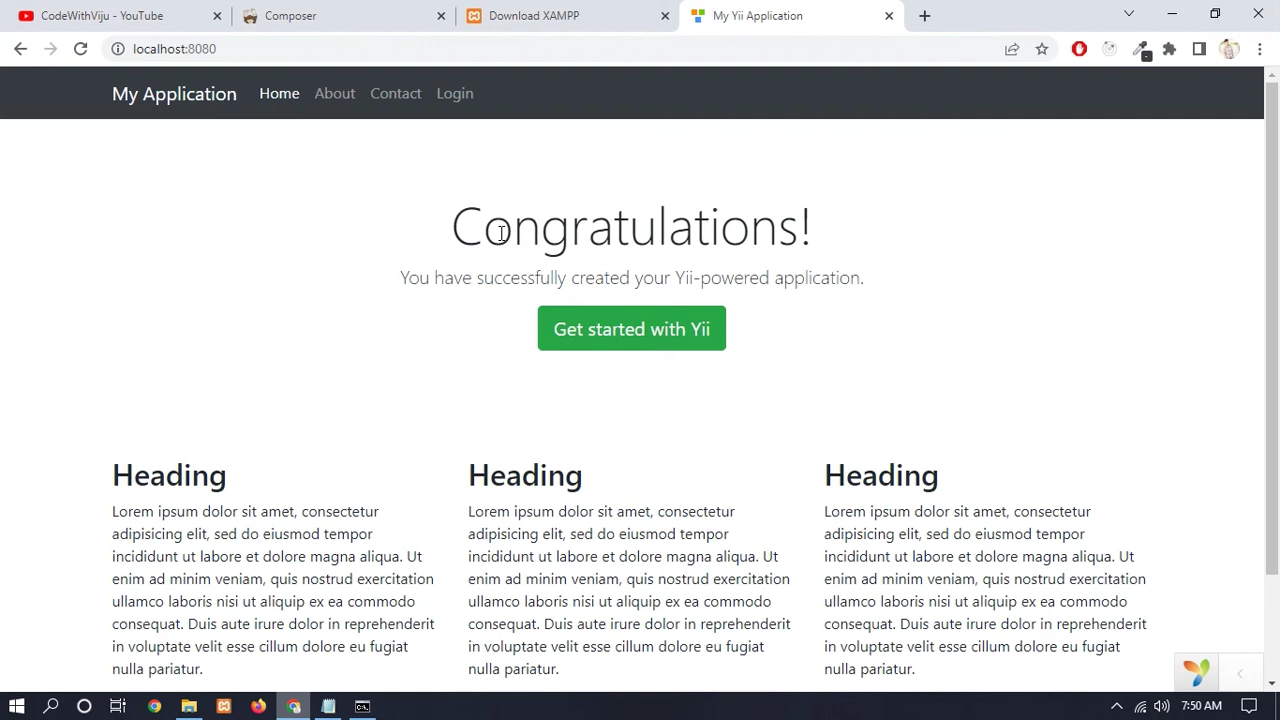 CodeWithViju - YouTube
Composer
Download XAMPP
My Yii Application
localhost:8080
My Application
Home
About
Contact
Login
Congratulations!
You have successfully created your Yii-powered application.
Get started with Yii
Heading
Lorem ipsum dolor sit amet, consectetur
adipisicing elit, sed do eiusmod tempor
incididunt ut labore et dolore magna aliqua. Ut
enim ad minim veniam, quis nostrud exercitation
ullamco laboris nisi ut aliquip ex ea commodo
consequat. Duis aute irure dolor in reprehenderit
in voluptate velit esse cillum dolore eu fugiat
nulla pariatur.
Heading
Lorem ipsum dolor sit amet, consectetur
adipisicing elit, sed do eiusmod tempor
incididunt ut labore et dolore magna aliqua. Ut
enim ad minim veniam, quis nostrud exercitation
ullamco laboris nisi ut aliquip ex ea commodo
consequat. Duis aute irure dolor in reprehenderit
in voluptate velit esse cillum dolore eu fugiat
nulla pariatur.
Heading
Lorem ipsum dolor sit amet, consectetur
adipisicing elit, sed do eiusmod tempor
incididunt ut labore et dolore magna aliqua. Ut
enim ad minim veniam, quis nostrud exercitation
ullamco laboris nisi ut aliquip ex ea commodo
consequat. Duis aute irure dolor in reprehenderit
in voluptate velit esse cillum dolore eu fugiat
nulla pariatur.
7:50 AM